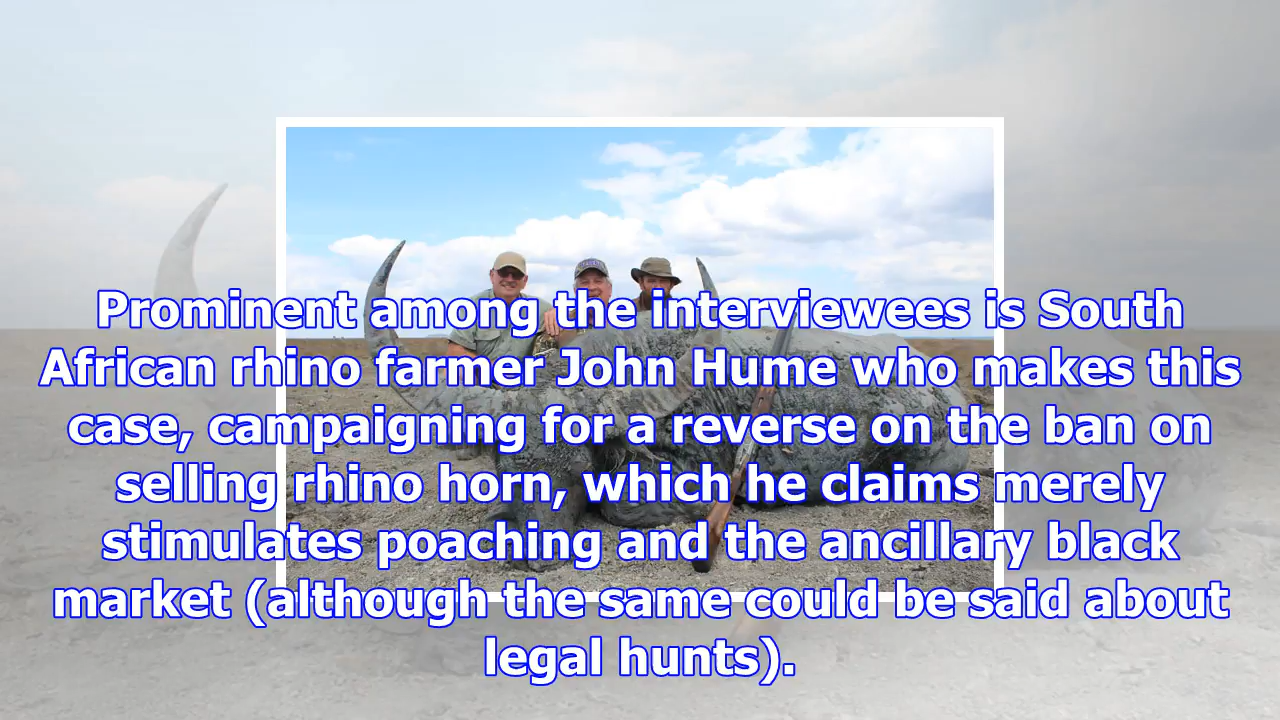 Prominent among the interviewees is South
African rhino farmer John Hume who makes this
case, campaigning for a reverse on the ban on
selling rhino horn, which he claims merely
stimulates poaching and the ancillary black
market (although the same could be said about
legal hunts).